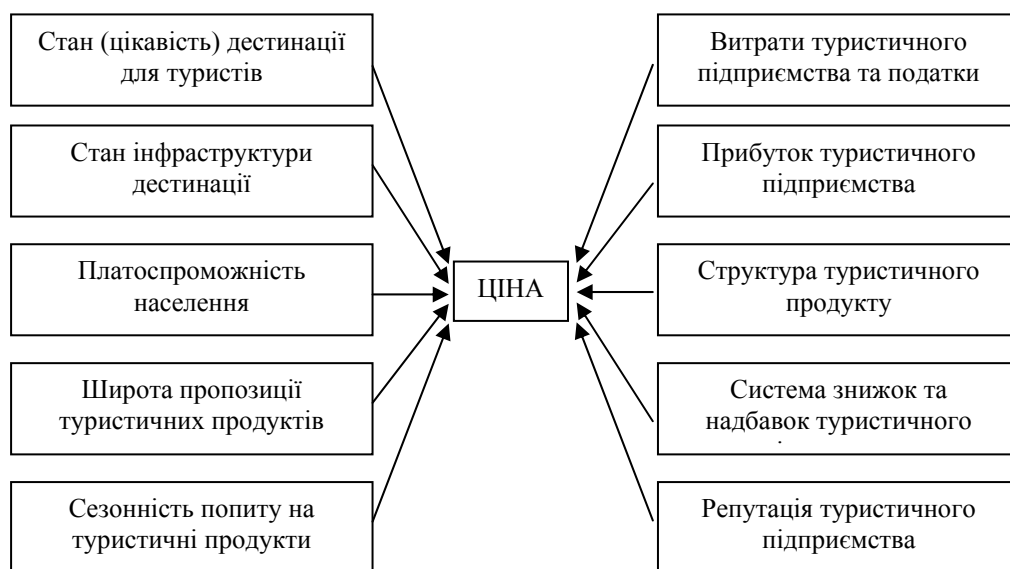 Стан (цікавість) дестинації
для туристів
Стан інфраструктури
дестинації
Платоспроможність
населення
Широта пропозиції
туристичних продуктів
Сезонність попиту на
туристичні продукти
ЦІНА
Витрати туристичного
підприємства та податки
Прибуток туристичного
підприємства
Структура туристичного
продукту
Система знижок та
надбавок туристичного
Репутація туристичного
підприємства